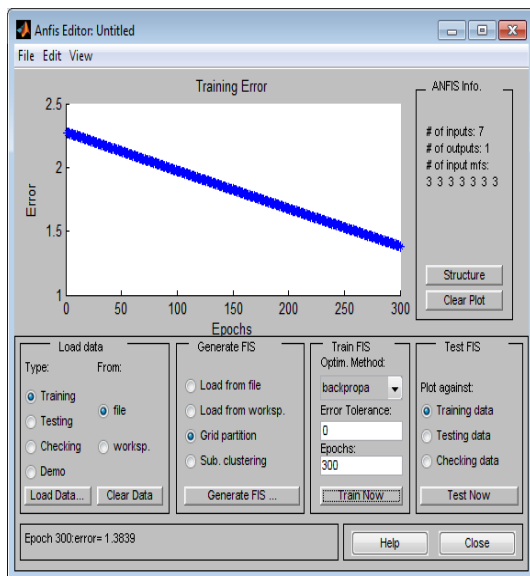 Anfis Editor: Untitled
File Edit View
Training Error
2.5
2
1.5
1
Error
0 50 100 150 200 250 300
Epochs
ANFIS Info.
# of inputs: 7
# of outputs: 1
# of input mfs:
3 3 3 3 3 3 3
Structure
Clear Plot
Load data
Type: From:
Training
file
Testing
Checking
worksp.
Demo
Load Data... Clear Data
Generate FIS
Load from file
Load from worksp.
Grid partition
Sub. clustering
Generate FIS ...
Train FIS
Optim. Method:
backpropa
Error Tolerance:
0
Epochs:
300
Train Now
Test FIS
Plot against:
Training data
Testing data
Checking data
Test Now
Epoch 300:error= 1.3839
Help Close